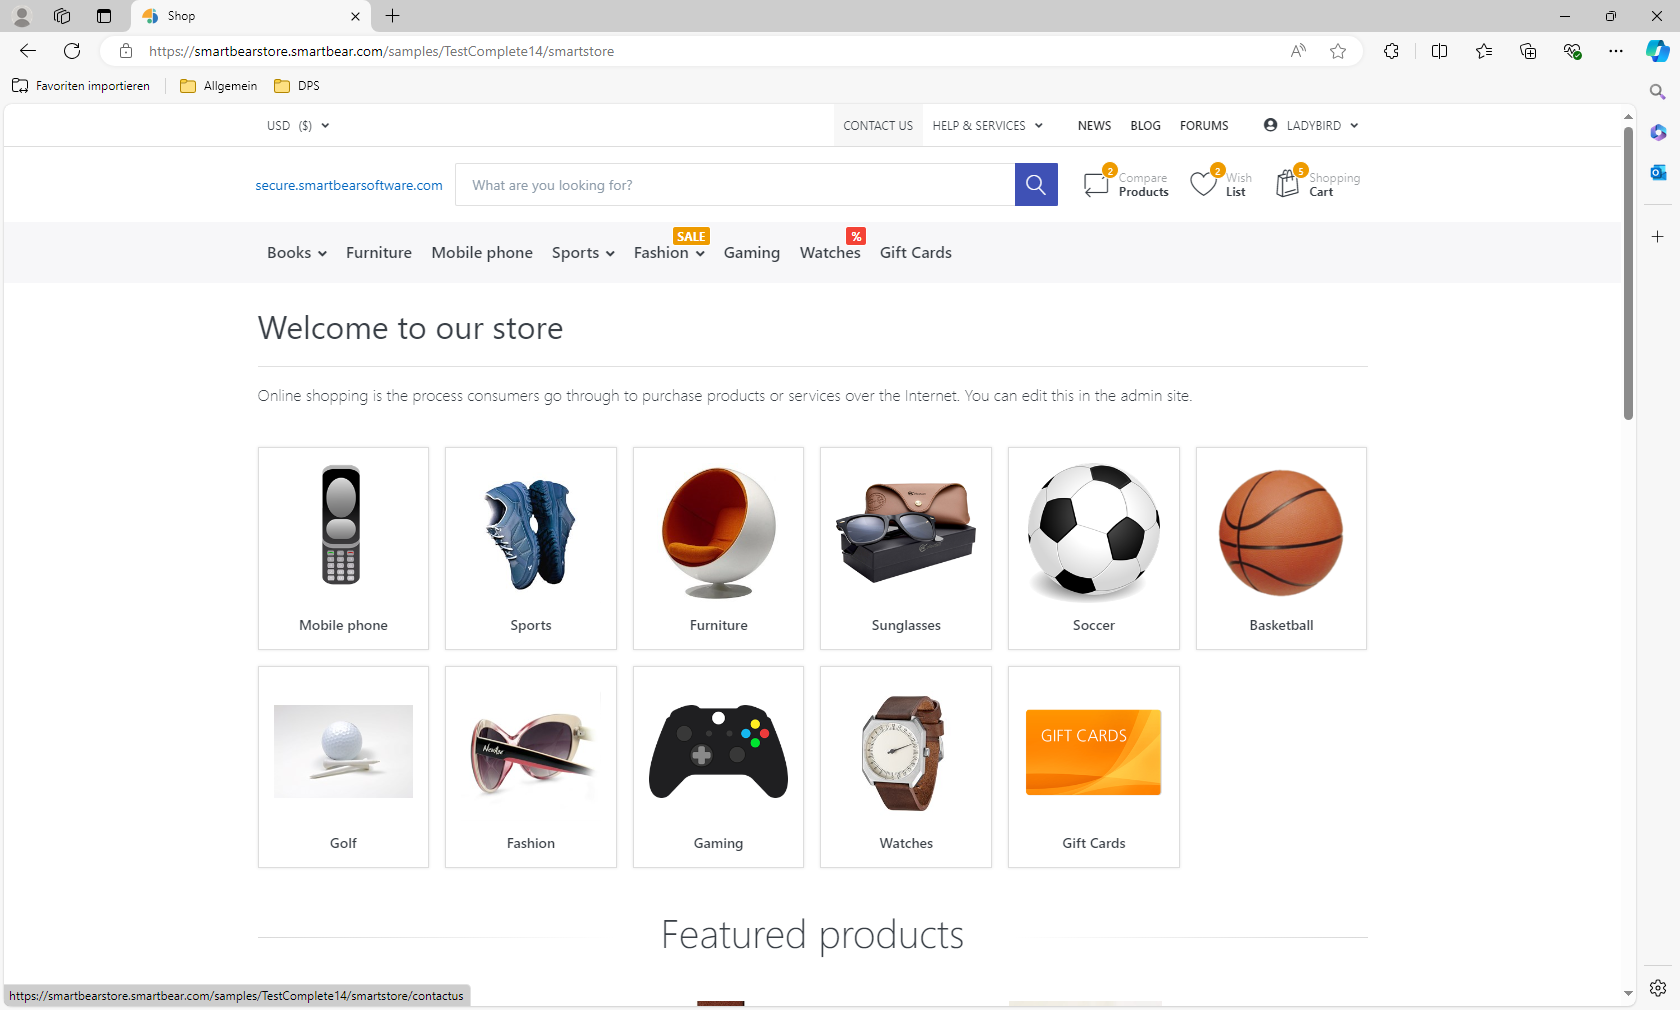 Shop
https://smartbearstore.smartbear.com/samples/TestComplete14/smartstore
Favoriten importieren
Allgemein
DPS
USD ($)
CONTACT US
HELP & SERVICES
NEWS
BLOG
FORUMS
LADYBIRD
secure.smartbearsoftware.com
What are you looking for?
2
Compare
Products
2
Wish
List
5
Shopping
Cart
Books
Furniture
Mobile phone
Sports
Fashion
SALE
Gaming
Watches
%
Gift Cards
Welcome to our store
Online shopping is the process consumers go through to purchase products or services over the Internet. You can edit this in the admin site.
Mobile phone
Sports
Furniture
Sunglasses
Soccer
Basketball
GIFT CARDS
Golf
Fashion
Gaming
Watches
Gift Cards
Featured products
https://smartbearstore.smartbear.com/samples/TestComplete14/smartstore/contactus